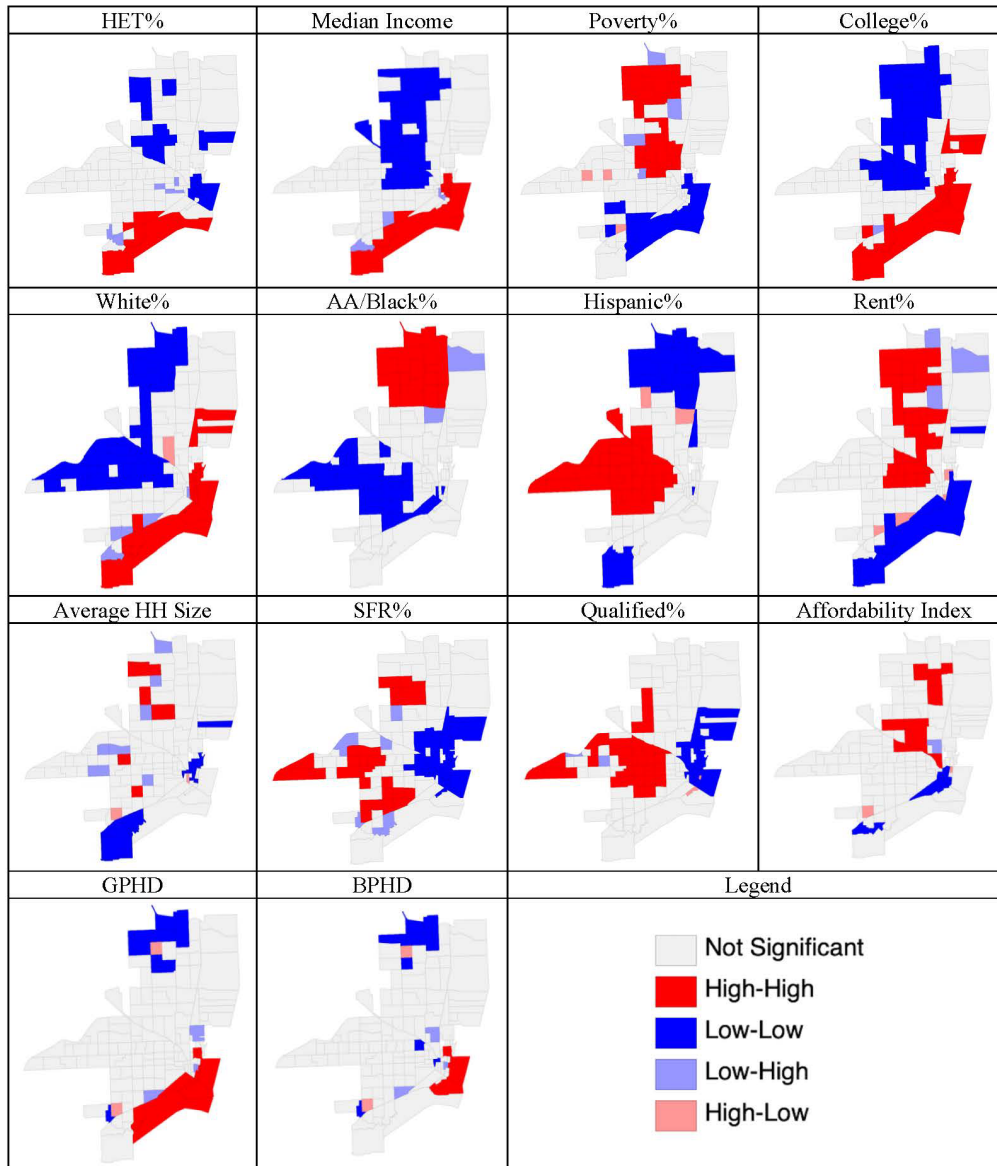 HET% Median Income Poverty% College%
White% AA/Black% Hispanic% Rent%
Average HH Size SFR% Qualified% Affordability Index
GPHD BPHD Legend
Not Significant
High-High
Low-Low
Low-High
High-Low